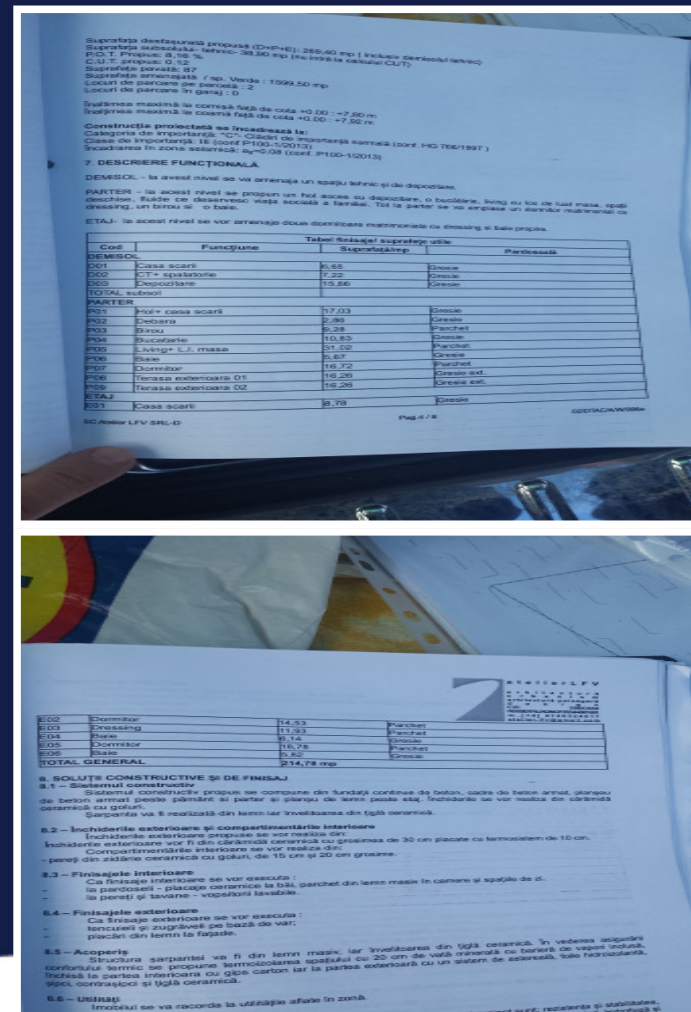 Suprafața desfășurată propusă (D+P+E): 269,40 mp ( inclusiv demisolul tehnic)
Suprafața subsolului- tehnic- 38,90 mp (nu intră la calculul CUT)
P.O.T. Propus: 8,16 %
C.U.T. propus: 0,12
Suprafețe pavată: 87
Suprafețe amenajată / sp. Verde : 1599,50 mp
Locuri de parcare pe parcelă : 2
Locuri de parcare în garaj : 0
Înălțimea maximă la cornișă față de cota +0.00 : +7,60 m
Înălțimea maximă la coamă față de cota +0.00 : +7,92 m
Construcția proiectată se încadrează la:
Categoria de importanță: "C"- Clădiri de importanță normală (conf. HG 766/1997 )
Clasa de importanță: III (conf P100-1/2013)
Încadrarea în zona seismică: =0.08 (conf. P100-1/2013)
7. DESCRIERE FUNCȚIONALĂ
DEMISOL - la avest nivel se va amenaja un spațiu tehnic și de depozitare.
PARTER - la acest nivel se propun un hol acces cu depozitare, o bucătărie, living cu loc de luat masa, spații
deschise, fluide ce deservesc viața socială a familiei. Tot la parter se va amplasa un dormitor matrimonial cu
dressing, un birou si o baie.
ETAJ- la acest nivel se vor amenaja doua dormitoare matrimoniale cu dressing si baie proprie.
Tabel finisaje/ suprafețe utile
Cod Funcțiune Suprafață/mp Pardoseală
DEMISOL
D01 Casa scarii 6,65 Gresie
D02 CT+ spalatorie 7,22 Gresie
D03 Depozitare 15,66 Gresie
TOTAL subsol
PARTER
P01 Hol+ casa scarii 17,03 Gresie
P02 Debara 2,86 Gresie
P03 Birou 9,28 Parchet
P04 Bucatarie 10,83 Gresie
P05 Living+ L.l. masa 31,02 Parchet
P06 Baie 5,67 Gresie
P07 Dormitor 16,72 Parchet
P08 Terasa exterioara 01 16,26 Gresie ext.
P09 Terasa exterioara 02 16,26 Gresie ext.
ETAJ
E01 Casa scarii 8,78 Gresie
SC Atelier LFV SRL-D Pag.4 / 8
atelierLFV
E02 Dormitor 14,53 Parchet
E03 Dressing 11,93 Parchet
E04 Baie 6,14 Gresie
E05 Dormitor 16,78 Parchet
E06 Baie 5,62 Gresie
TOTAL GENERAL 214,78 mp
8. SOLUȚII CONSTRUCTIVE ȘI DE FINISAJ
8.1 – Sistemul constructiv
Sistemul constructiv propus se compune din fundații continue de beton, cadre de beton armat, planșeu
de beton armat peste pământ si parter și planșu de lemn peste etaj. Închiderile se vor realiza din cărămidă
ceramică cu goluri.
Șarpanta va fi realizată din lemn iar învelitoarea din țiglă ceramică.
8.2 – Închiderile exterioare și compartimentările interioare
Închiderile exterioare propuse se vor realiza din:
Închiderile exterioare vor fi din cărămidă ceramică cu grosimea de 30 cm placate cu termosistem de 10 cm.
Compartimentările interioare se vor realiza din:
- pereți din zidărie ceramică cu goluri, de 15 cm și 20 cm grosime.
8.3 – Finisajele interioare
Ca finisaje interioare se vor executa :
- la pardoseli - placaje ceramice la băi, parchet din lemn masiv în camere și spațiile de zi.
- la pereți și tavane - vopsitorii lavabile.
8.4 – Finisajele exterioare
Ca finisaje exterioare se vor executa :
- tencuieli și zugrăveli pe bază de var;
- placări din lemn la fațade.
8.5 – Acoperiș
Structura șarpantei va fi din lemn masiv, iar învelitoarea din țiglă ceramică. În vederea asigurării
confortului termic se propune termoizolarea spațiului cu 20 cm de vată minerală cu barieră de vapori inclusă,
închisă la partea interioara cu gips carton iar la partea exterioară cu un sistem de astereală, folie hidroizolantă,
șipci, contrașipci și țiglă ceramică.
8.6 – Utilități
Imobilul se va racorda la utilitățile aflate în zonă.
sunt: rezistența și stabilitatea,